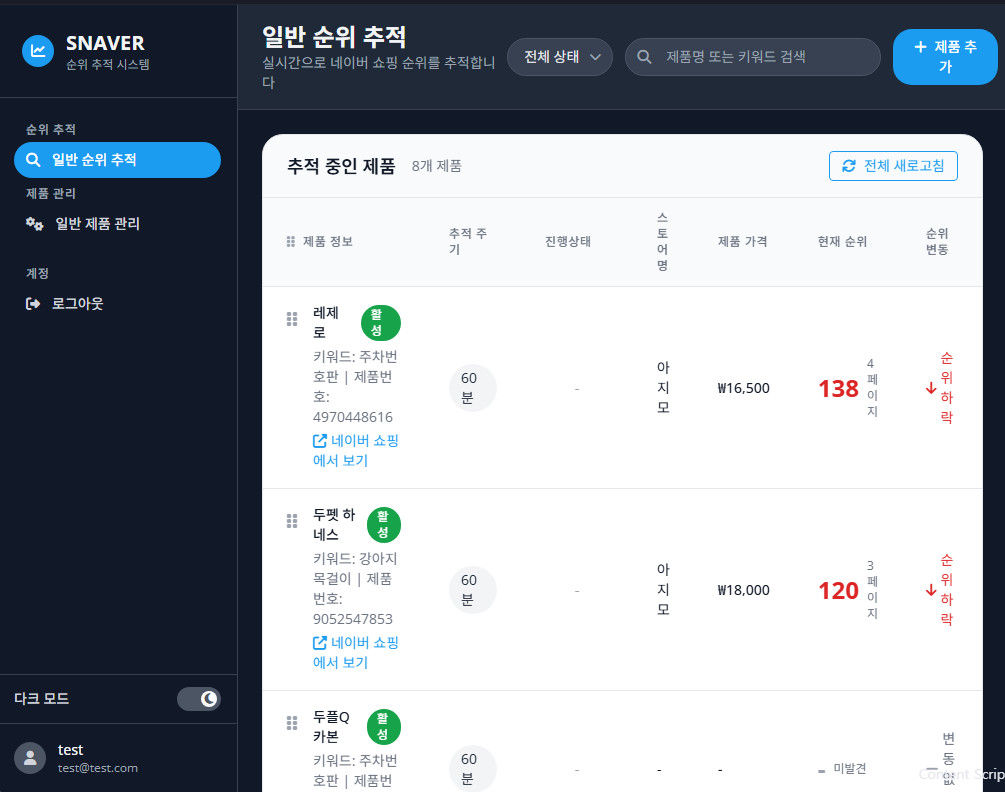 SNAVER
순위 추적 시스템
순위 추적
일반 순위 추적
제품 관리
일반 제품 관리
계정
로그아웃
다크 모드
test
test@test.com
일반 순위 추적
실시간으로 네이버 쇼핑 순위를 추적합니
다
전체 상태
제품명 또는 키워드 검색
+ 제품 추
가
추적 중인 제품 8개 제품
전체 새로고침
제품 정보
추적 주
기
진행상태
스
토
어
명
제품 가격
현재 순위
순위
변동
레제
로
활
성
키워드: 주차번
호판 | 제품번
호:
4970448616
네이버 쇼핑
에서 보기
60
분
-
아
지
모
₩16,500
138
4
페
이
지
순
위
하
락
두펫 하
네스
활
성
키워드: 강아지
목걸이 | 제품
번호:
9052547853
네이버 쇼핑
에서 보기
60
분
-
아
지
모
₩18,000
120
3
페
이
지
순
위
하
락
두플Q
카본
활
성
키워드: 주차번
호판 | 제품번
60
분
-
-
-
- 미발견
변
동
없